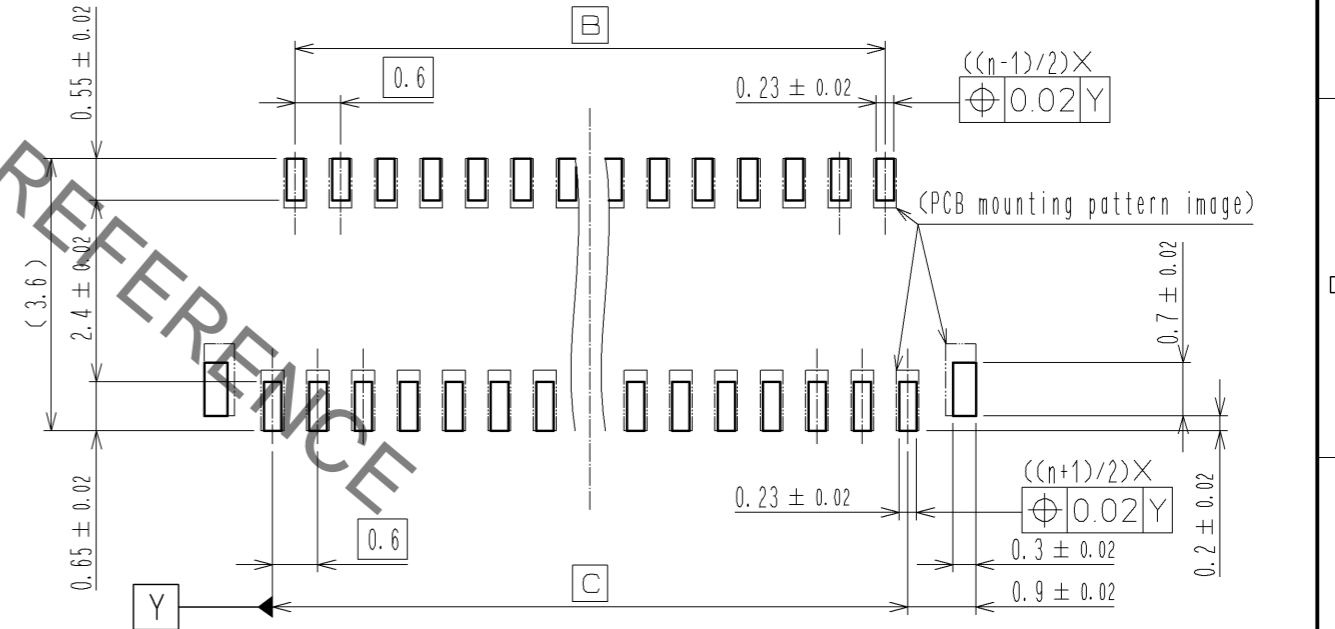 B
0.55 ± 0.02
0.6
0.23 ± 0.02
((n-1)/2)X
⌖ 0.02 Y
(PCB mounting pattern image)
(3.6)
2.4 ± 0.02
0.7 ± 0.02
REFERENCE
0.65 ± 0.02
0.6
0.23 ± 0.02
((n+1)/2)X
⌖ 0.02 Y
0.2 ± 0.02
0.3 ± 0.02
0.9 ± 0.02
C
Y